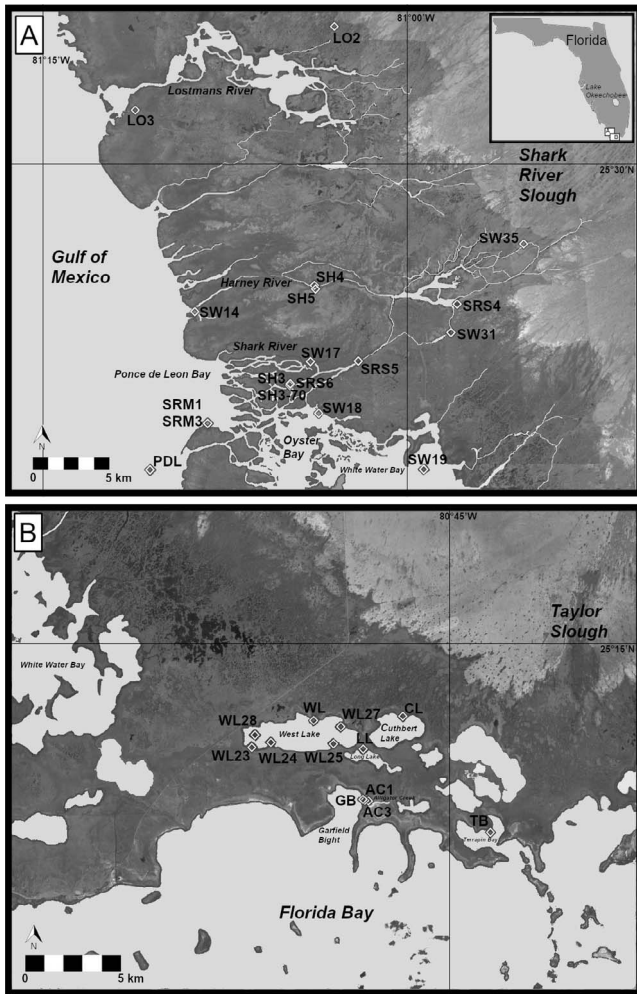 A
81°15'W
81°00'W
Florida
Lake
Okeechobee
A
B
LO2
Lostmans River
LO3
25°30'N
Shark
River
Slough
SW35
Gulf of
Mexico
Harney River
SH4
SH5
SRS4
SW14
SW31
Shark River
SW17
SRS5
Ponce de Leon Bay
SH3
SRS6
SH3-70
SRM1
SRM3
SW18
Oyster
Bay
PDL
White Water Bay
SW19
N
0
5 km
B
80°45'W
Taylor
Slough
25°15'N
White Water Bay
WL
WL27
CL
WL28
West Lake
Cuthbert
Lake
LL
WL23
WL24
WL25
Long Lake
GB
AC1
Alligator Creek
AC3
Garfield
Bight
TB
Terrapin Bay
Florida Bay
N
0
5 km